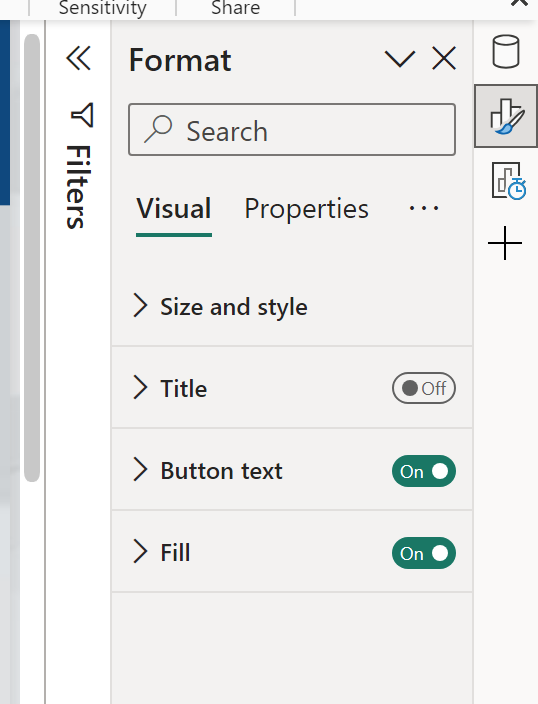 Sensitivity
Share
Filters
Format
Search
Visual
Properties
Size and style
Title
Off
Button text
On
Fill
On